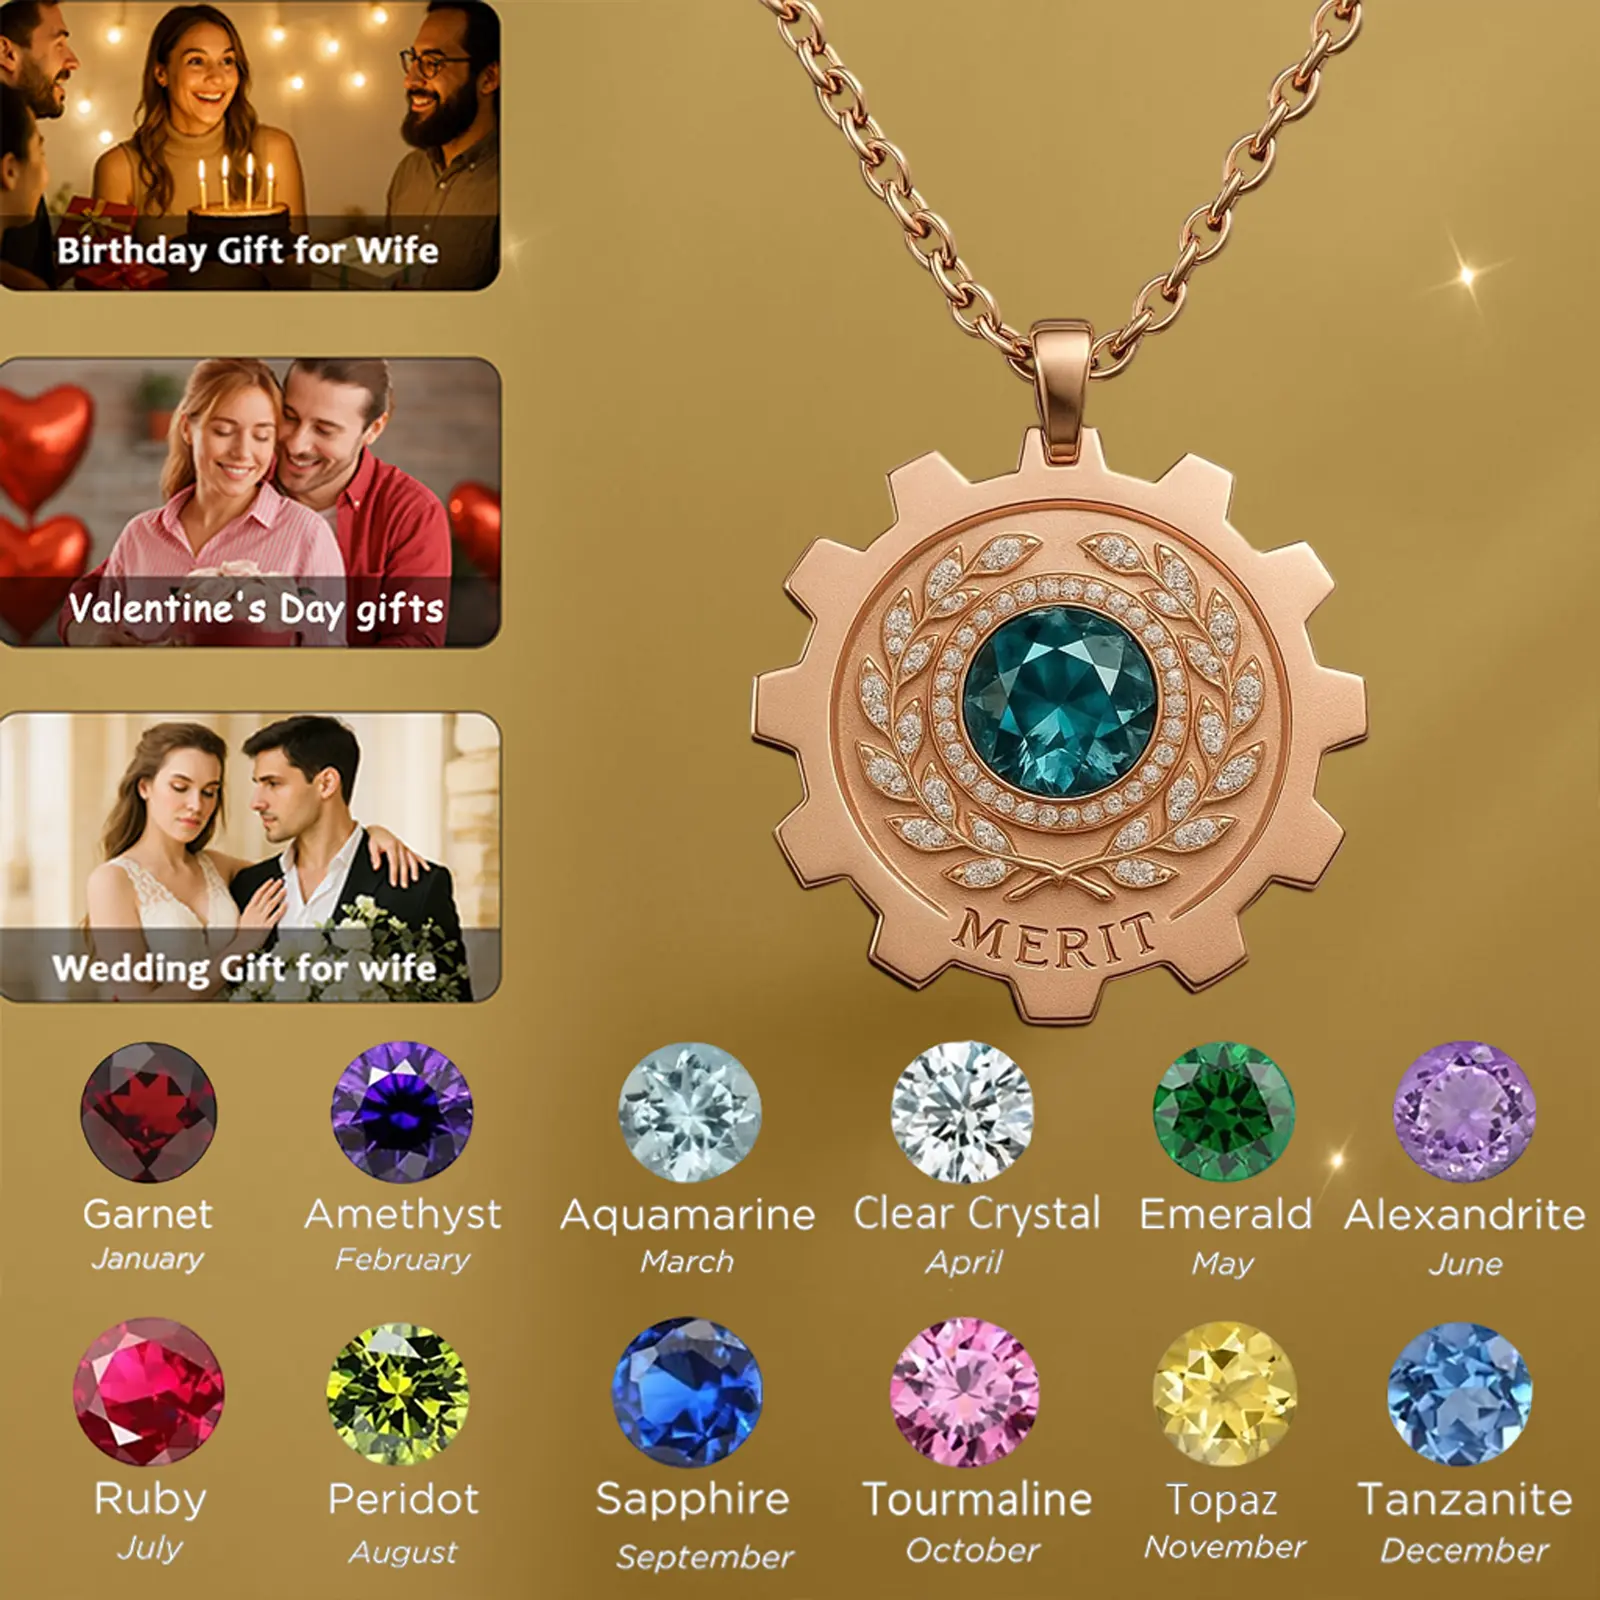 Birthday Gift for Wife
Valentine's Day gifts
Wedding Gift for wife
MERIT
Garnet
January
Amethyst
February
Aquamarine
March
Clear Crystal
April
Emerald
May
Alexandrite
June
Ruby
July
Peridot
August
Sapphire
September
Tourmaline
October
Topaz
November
Tanzanite
December